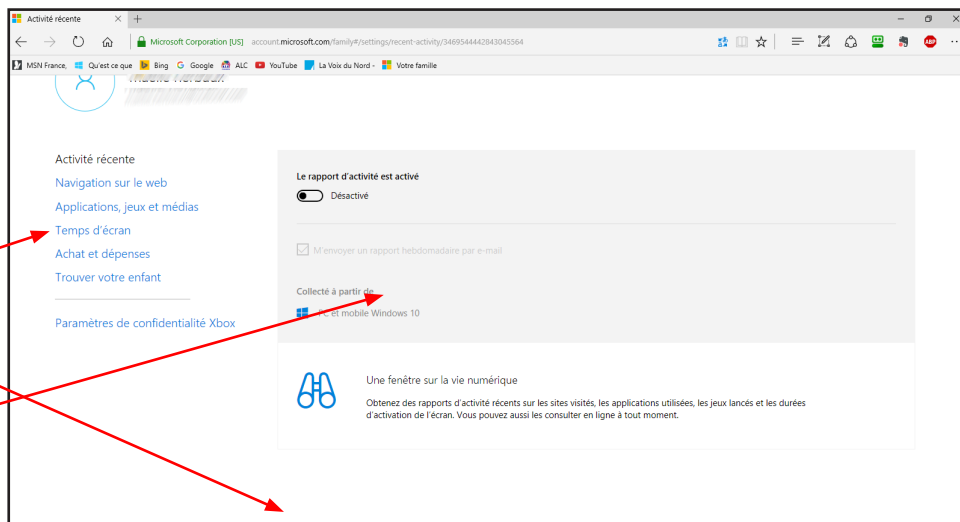 Activité récente
Microsoft Corporation [US] account.microsoft.com/family#/settings/recent-activity/3469544442843045564
ABP
MSN France, Qu'est ce que Bing Google ALC YouTube La Voix du Nord - Votre famille
Activité récente
Navigation sur le web
Applications, jeux et médias
Temps d'écran
Achat et dépenses
Trouver votre enfant
Paramètres de confidentialité Xbox
Le rapport d'activité est activé
Désactivé
M'envoyer un rapport hebdomadaire par e-mail
Collecté à partir de
PC et mobile Windows 10
Une fenêtre sur la vie numérique
Obtenez des rapports d'activité récents sur les sites visités, les applications utilisées, les jeux lancés et les durées
d'activation de l'écran. Vous pouvez aussi les consulter en ligne à tout moment.